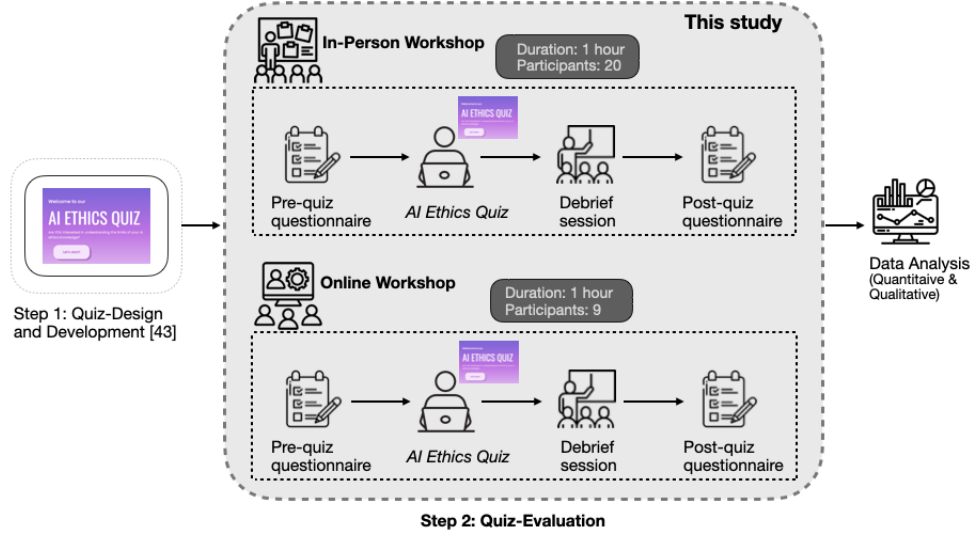 This study
In-Person Workshop
Duration: 1 hour
Participants: 20
AI ETHICS QUIZ
Pre-quiz
questionnaire
AI Ethics Quiz
Debrief
session
Post-quiz
questionnaire
Welcome to our
AI ETHICS QUIZ
Step 1: Quiz-Design
and Development [43]
Data Analysis
(Quantitaive &
Qualitative)
Online Workshop
Duration: 1 hour
Participants: 9
AI ETHICS QUIZ
Pre-quiz
questionnaire
AI Ethics Quiz
Debrief
session
Post-quiz
questionnaire
Step 2: Quiz-Evaluation